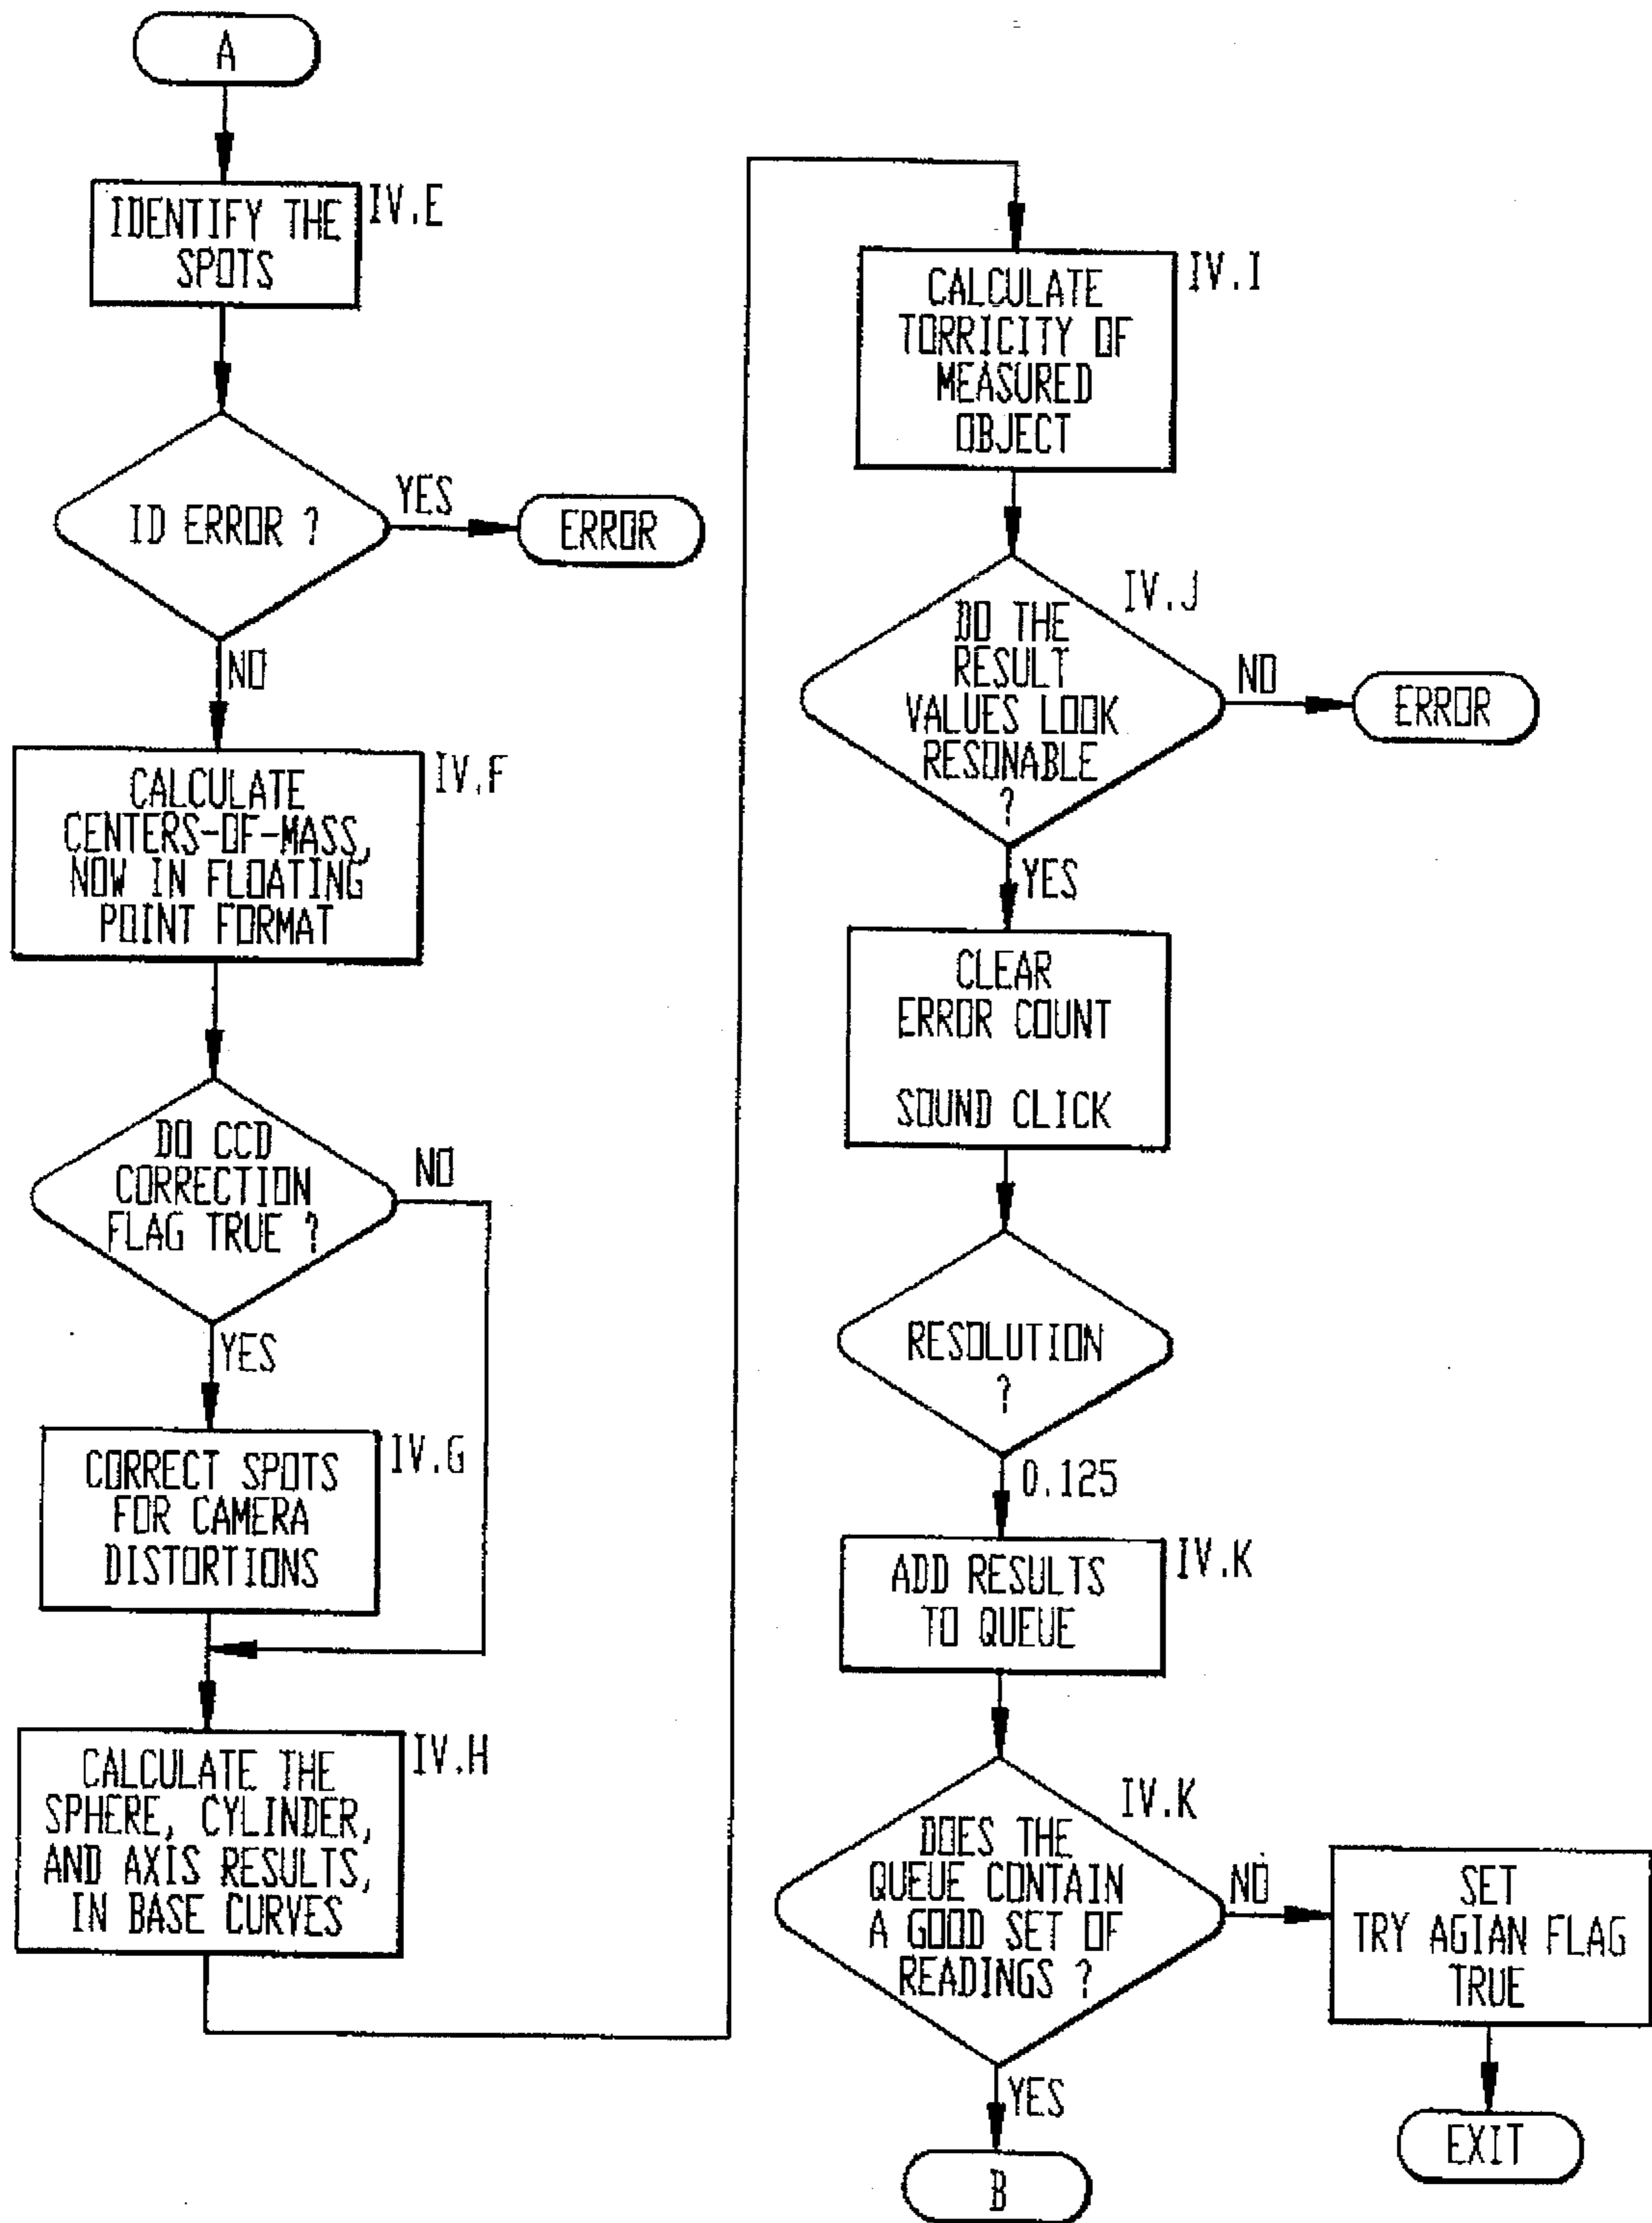 A
IDENTIFY THE
SPOTS
IV.E
ID ERROR ?
YES
ERROR
NO
CALCULATE
CENTERS-OF-MASS,
NOW IN FLOATING
POINT FORMAT
IV.F
DO CCD
CORRECTION
FLAG TRUE ?
NO
YES
CORRECT SPOTS
FOR CAMERA
DISTORTIONS
IV.G
CALCULATE THE
SPHERE, CYLINDER,
AND AXIS RESULTS,
IN BASE CURVES
IV.H
CALCULATE
TORRICITY OF
MEASURED
OBJECT
IV.I
DO THE
RESULT
VALUES LOOK
RESONABLE
?
IV.J
NO
ERROR
YES
CLEAR
ERROR COUNT
SOUND CLICK
RESOLUTION
?
0.125
ADD RESULTS
TO QUEUE
IV.K
DOES THE
QUEUE CONTAIN
A GOOD SET OF
READINGS ?
IV.K
NO
SET
TRY AGIAN FLAG
TRUE
EXIT
YES
B